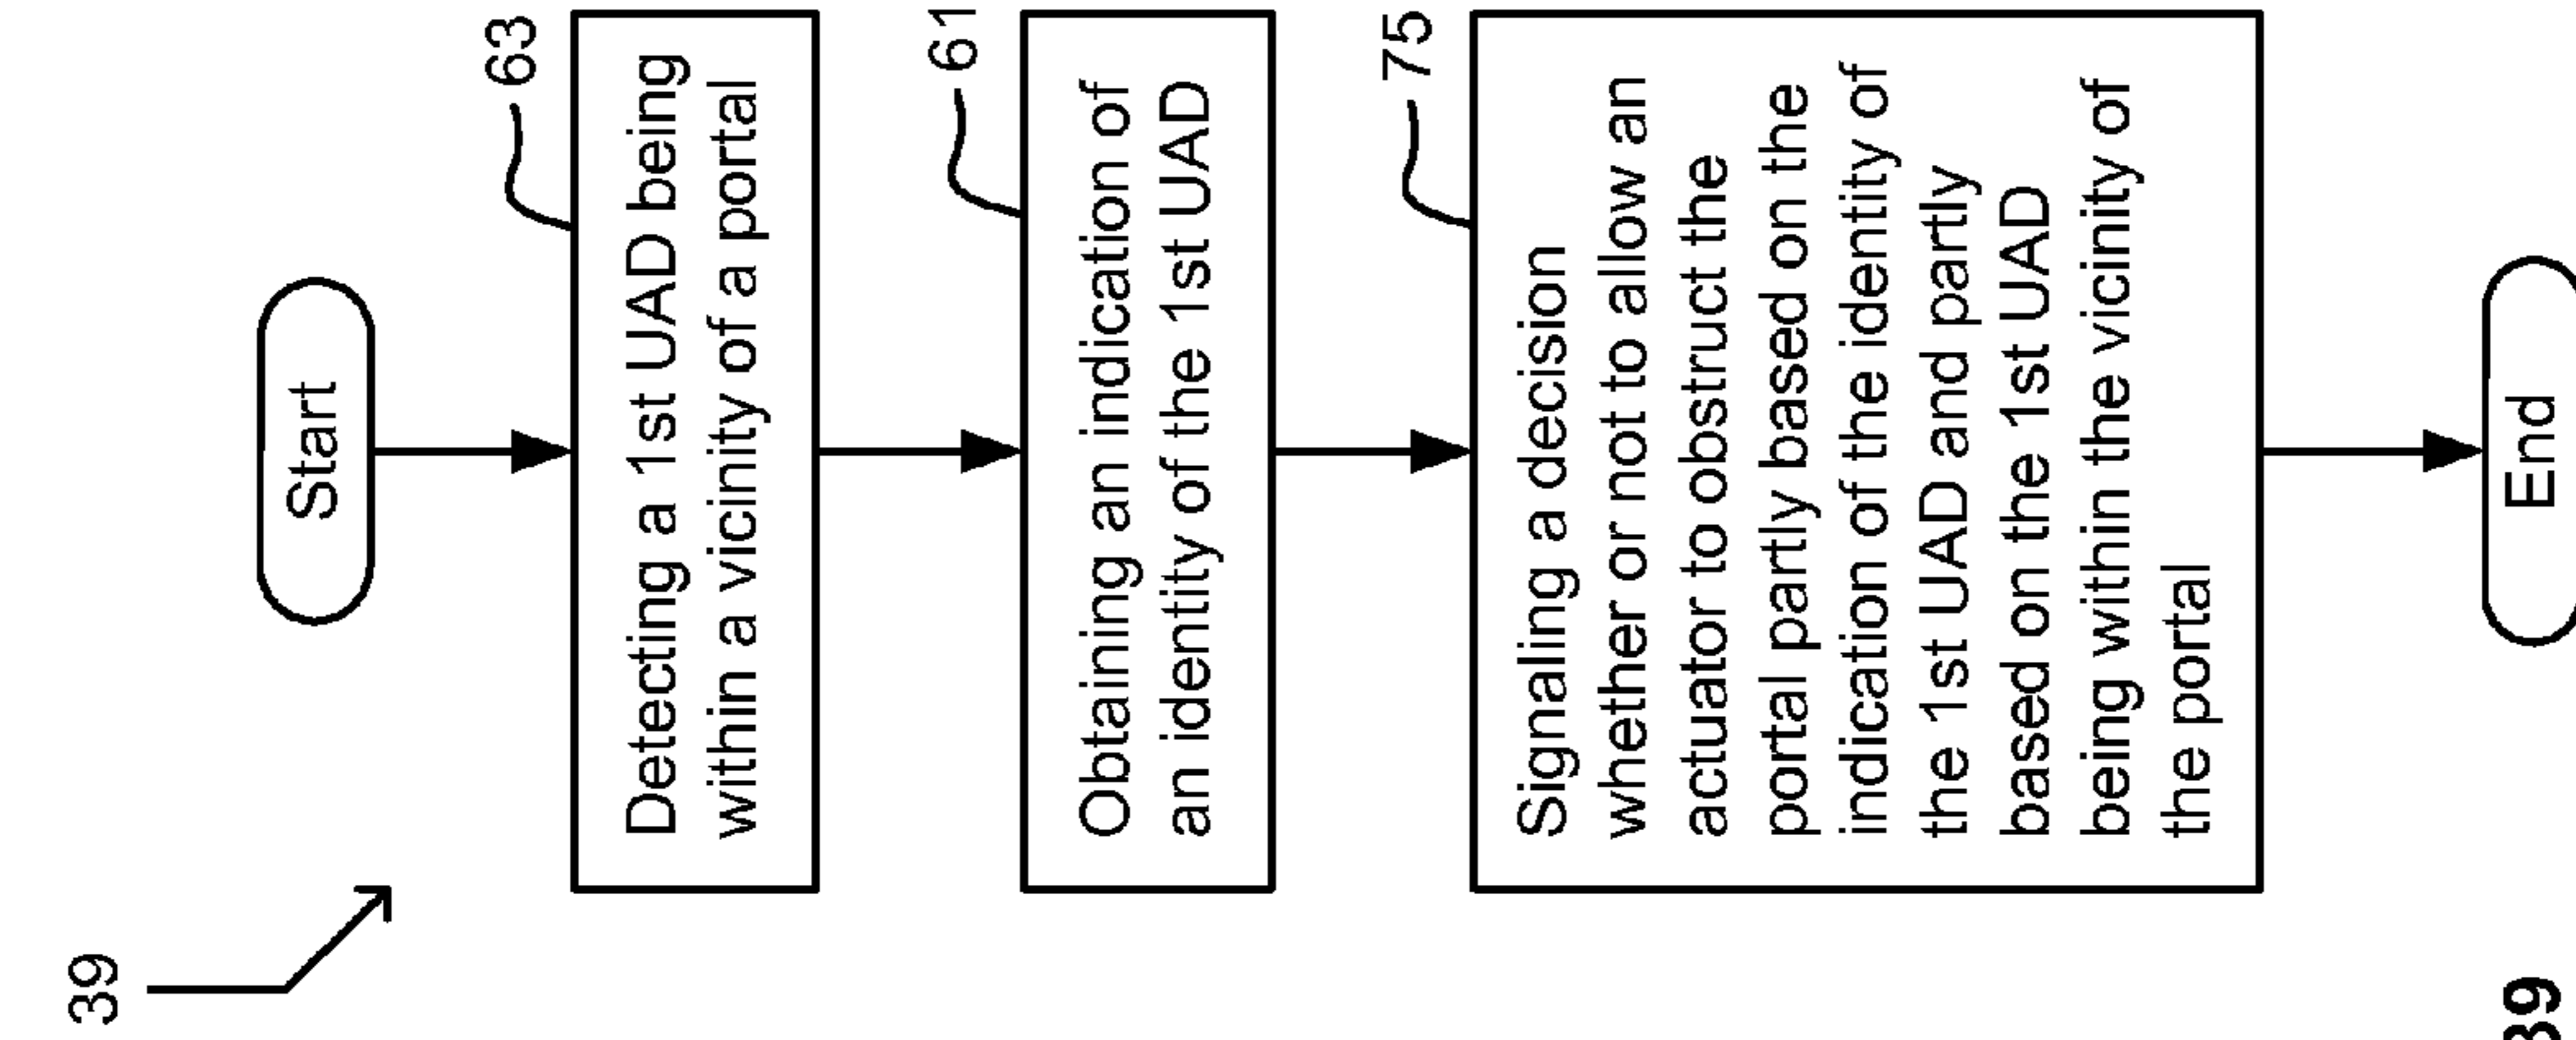 39
Start
63
Detecting a 1st UAD being
within a vicinity of a portal
61
Obtaining an indication of
an identity of the 1st UAD
75
Signaling a decision
whether or not to allow an
actuator to obstruct the
portal partly based on the
indication of the identity of
the 1st UAD and partly
based on the 1st UAD
being within the vicinity of
the portal
End
39